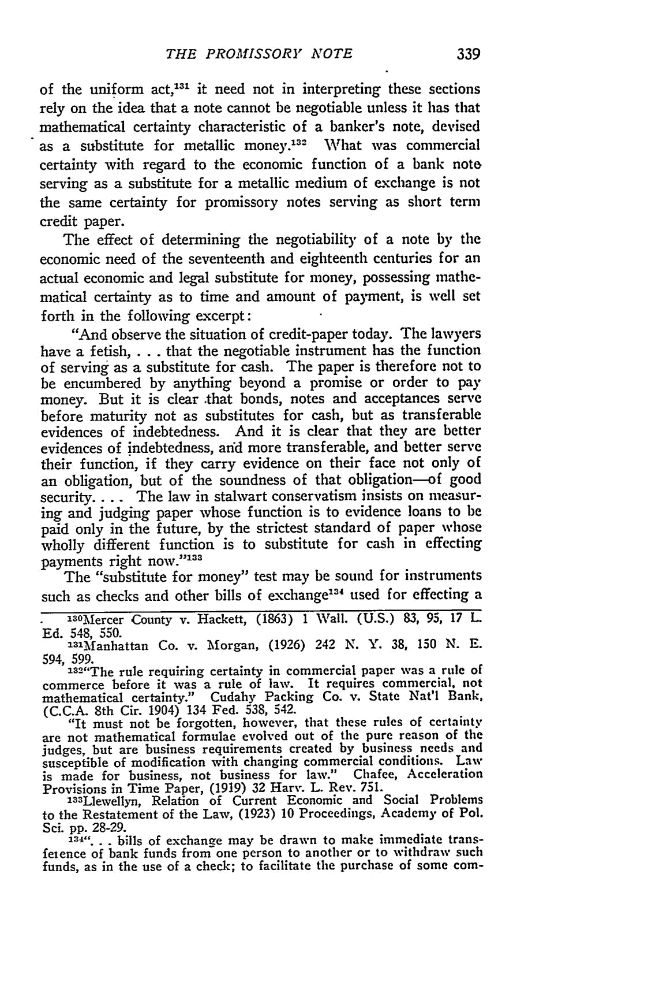 THE PROMISSORY NOTE 339
of the uniform act,¹³¹ it need not in interpreting these sections
rely on the idea that a note cannot be negotiable unless it has that
mathematical certainty characteristic of a banker's note, devised
as a substitute for metallic money.¹³² What was commercial
certainty with regard to the economic function of a bank note
serving as a substitute for a metallic medium of exchange is not
the same certainty for promissory notes serving as short term
credit paper.
The effect of determining the negotiability of a note by the
economic need of the seventeenth and eighteenth centuries for an
actual economic and legal substitute for money, possessing mathe-
matical certainty as to time and amount of payment, is well set
forth in the following excerpt:
"And observe the situation of credit-paper today. The lawyers
have a fetish, . . . that the negotiable instrument has the function
of serving as a substitute for cash. The paper is therefore not to
be encumbered by anything beyond a promise or order to pay
money. But it is clear that bonds, notes and acceptances serve
before maturity not as substitutes for cash, but as transferable
evidences of indebtedness. And it is clear that they are better
evidences of indebtedness, and more transferable, and better serve
their function, if they carry evidence on their face not only of
an obligation, but of the soundness of that obligation—of good
security. . . . The law in stalwart conservatism insists on measur-
ing and judging paper whose function is to evidence loans to be
paid only in the future, by the strictest standard of paper whose
wholly different function is to substitute for cash in effecting
payments right now."¹³³
The "substitute for money" test may be sound for instruments
such as checks and other bills of exchange¹³⁴ used for effecting a
¹³⁰Mercer County v. Hackett, (1863) 1 Wall. (U.S.) 83, 95, 17 L.
Ed. 548, 550.
¹³¹Manhattan Co. v. Morgan, (1926) 242 N. Y. 38, 150 N. E.
594, 599.
¹³²"The rule requiring certainty in commercial paper was a rule of
commerce before it was a rule of law. It requires commercial, not
mathematical certainty." Cudahy Packing Co. v. State Nat'l Bank,
(C.C.A. 8th Cir. 1904) 134 Fed. 538, 542.
"It must not be forgotten, however, that these rules of certainty
are not mathematical formulae evolved out of the pure reason of the
judges, but are business requirements created by business needs and
susceptible of modification with changing commercial conditions. Law
is made for business, not business for law." Chafee, Acceleration
Provisions in Time Paper, (1919) 32 Harv. L. Rev. 751.
¹³³Llewellyn, Relation of Current Economic and Social Problems
to the Restatement of the Law, (1923) 10 Proceedings, Academy of Pol.
Sci. pp. 28-29.
¹³⁴". . . bills of exchange may be drawn to make immediate trans-
ference of bank funds from one person to another or to withdraw such
funds, as in the use of a check; to facilitate the purchase of some com-